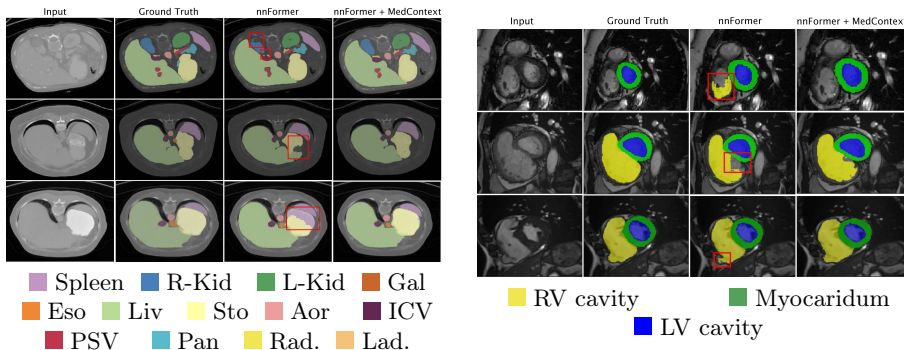 Input Ground Truth nnFormer nnFormer + MedContext
Spleen R-Kid L-Kid Gal
Eso Liv Sto Aor ICV
PSV Pan Rad. Lad.
Input Ground Truth nnFormer nnFormer + MedContext
RV cavity Myocaridum
LV cavity